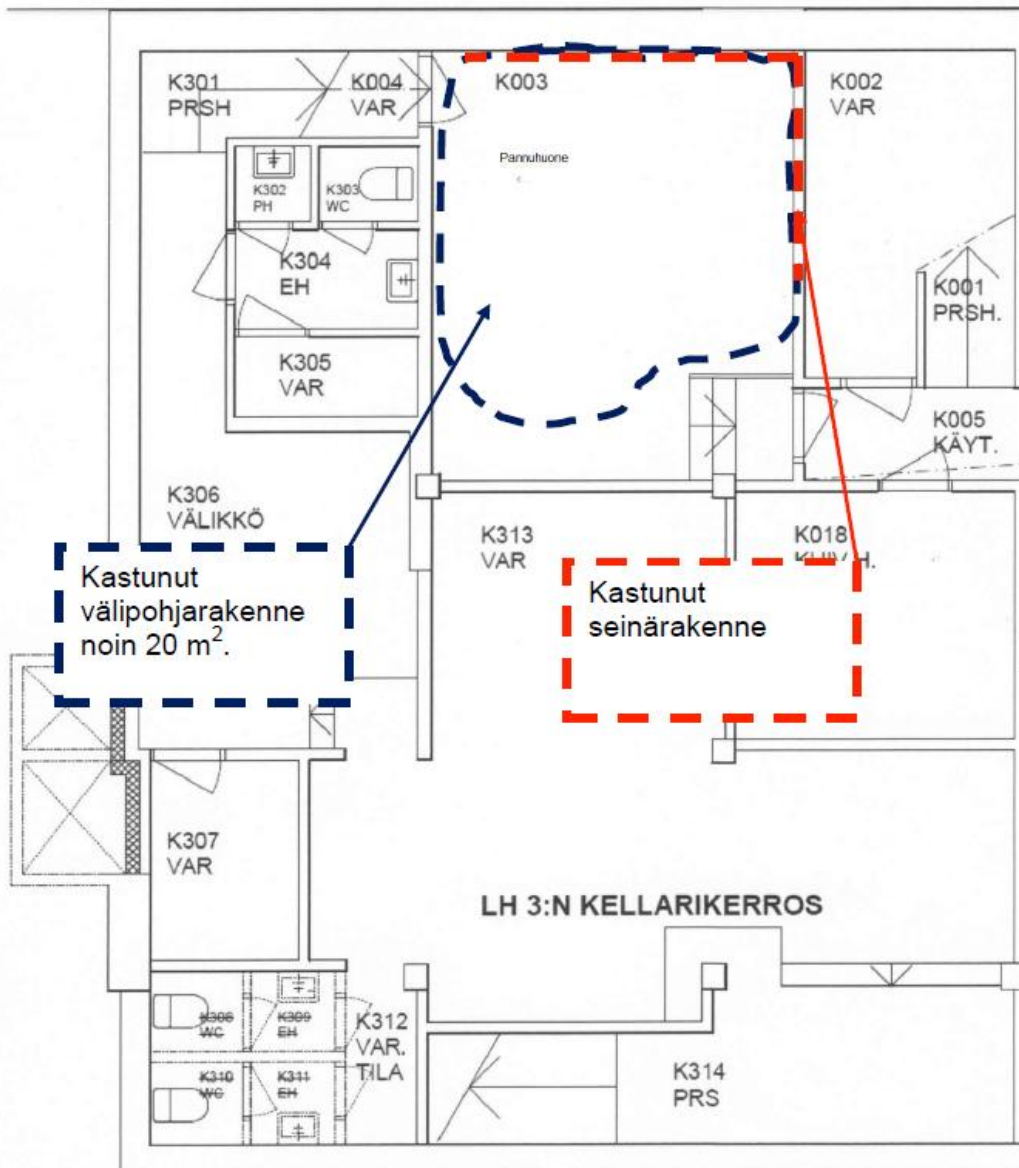 K301
PRSH
K004
VAR
K003
K002
VAR
Pannuhuone
K302
PH
K303
WC
K304
EH
K001
PRSH.
K305
VAR
K005
KÄYT.
K306
VÄLIKKÖ
K313
VAR
K018
Kastunut
välipohjarakenne
noin 20 m².
Kastunut
seinärakenne
K307
VAR
LH 3:N KELLARIKERROS
K308
WC
K309
EH
K312
VAR.
TILA
K310
WC
K311
EH
K314
PRS